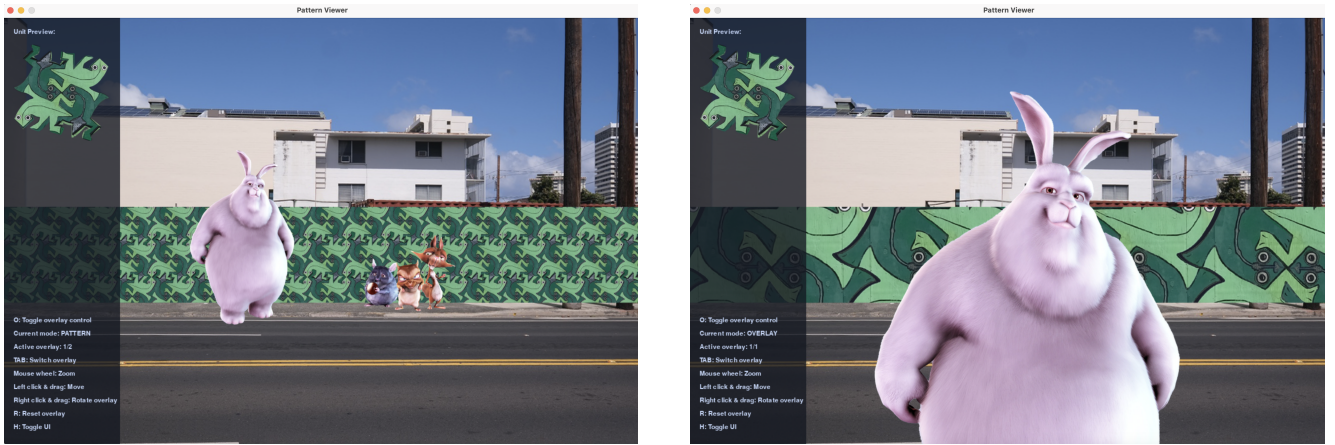 Pattern Viewer
Unit Preview:
O: Toggle overlay control
Current mode: PATTERN
Active overlay: 1/2
TAB: Switch overlay
Mouse wheel: Zoom
Left click & drag: Move
Right click & drag: Rotate overlay
R: Reset overlay
H: Toggle UI
Pattern Viewer
Unit Preview:
O: Toggle overlay control
Current mode: OVERLAY
Active overlay: 1/1
TAB: Switch overlay
Mouse wheel: Zoom
Left click & drag: Move
Right click & drag: Rotate overlay
R: Reset overlay
H: Toggle UI